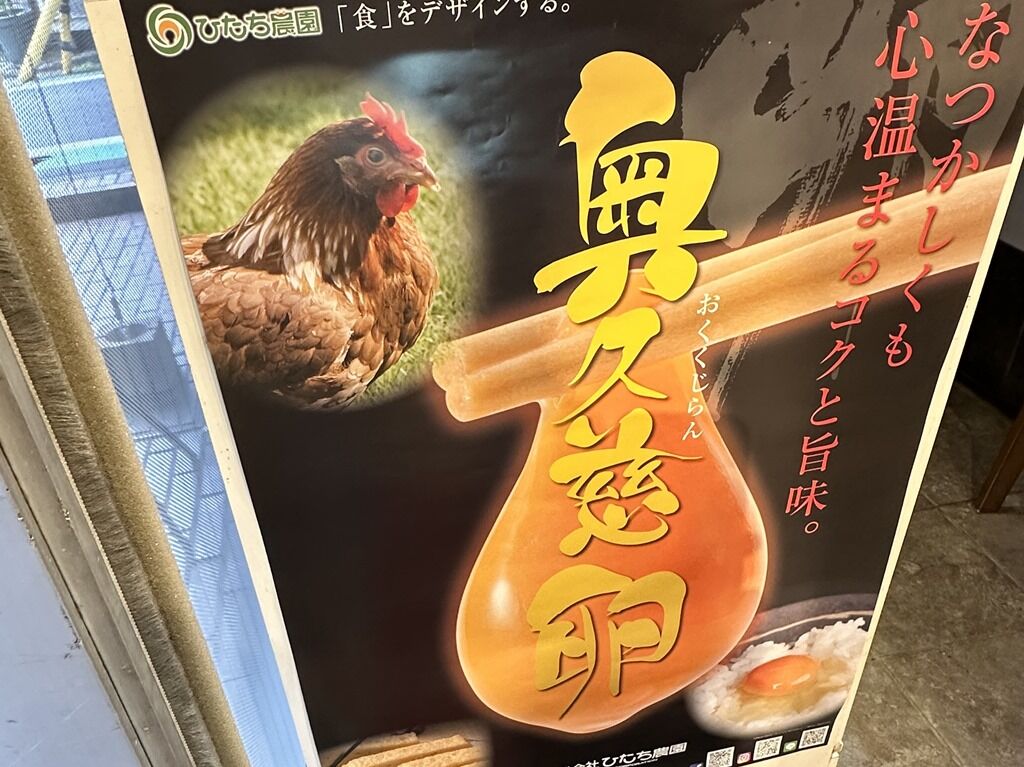 ひたち農園
「食」をデザインする。
なつかしくも
心温まるコクと旨味。
奥久慈卵
おくくじらん
会社ひたち農園